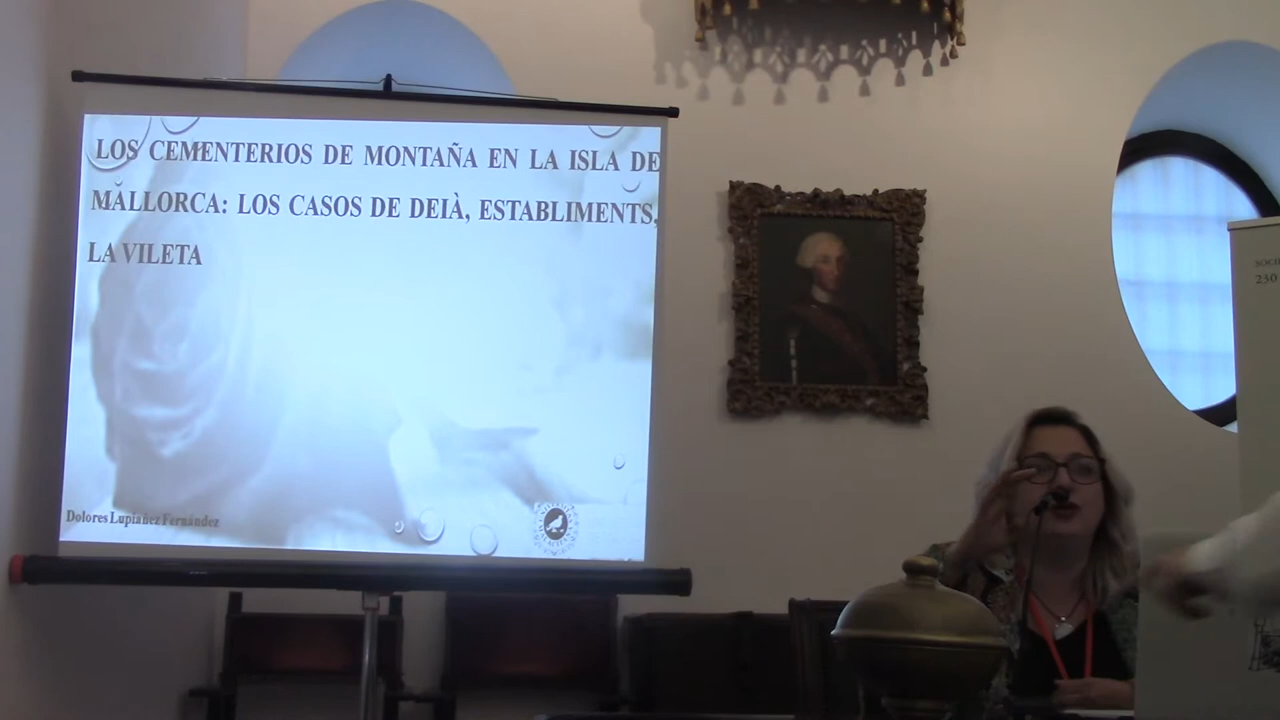 LOS CEMENTERIOS DE MONTAÑA EN LA ISLA DE
MALLORCA: LOS CASOS DE DEIÀ, ESTABLIMENTS,
LA VILETA
Dolores Lupiañez Fernández
230